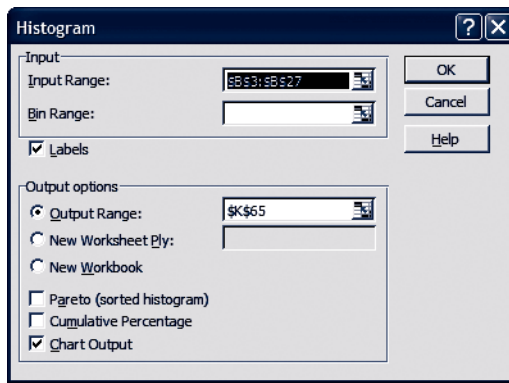 Histogram
Input
Input Range:
$B$3:$B$27
OK
Bin Range:
Cancel
Labels
Help
Output options
Output Range:
$K$65
New Worksheet Ply:
New Workbook
Pareto (sorted histogram)
Cumulative Percentage
Chart Output